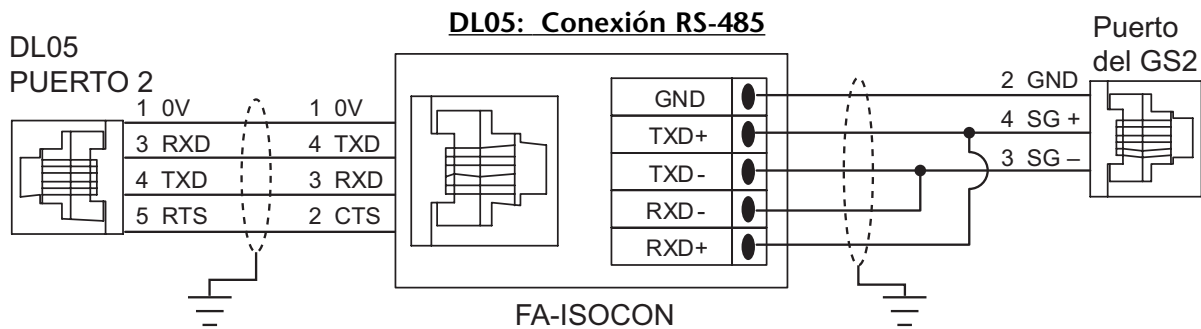 DL05: Conexión RS-485
DL05
PUERTO 2
1 0V
3 RXD
4 TXD
5 RTS
1 0V
4 TXD
3 RXD
2 CTS
GND
TXD+
TXD-
RXD-
RXD+
FA-ISOCON
Puerto
del GS2
2 GND
4 SG +
3 SG –